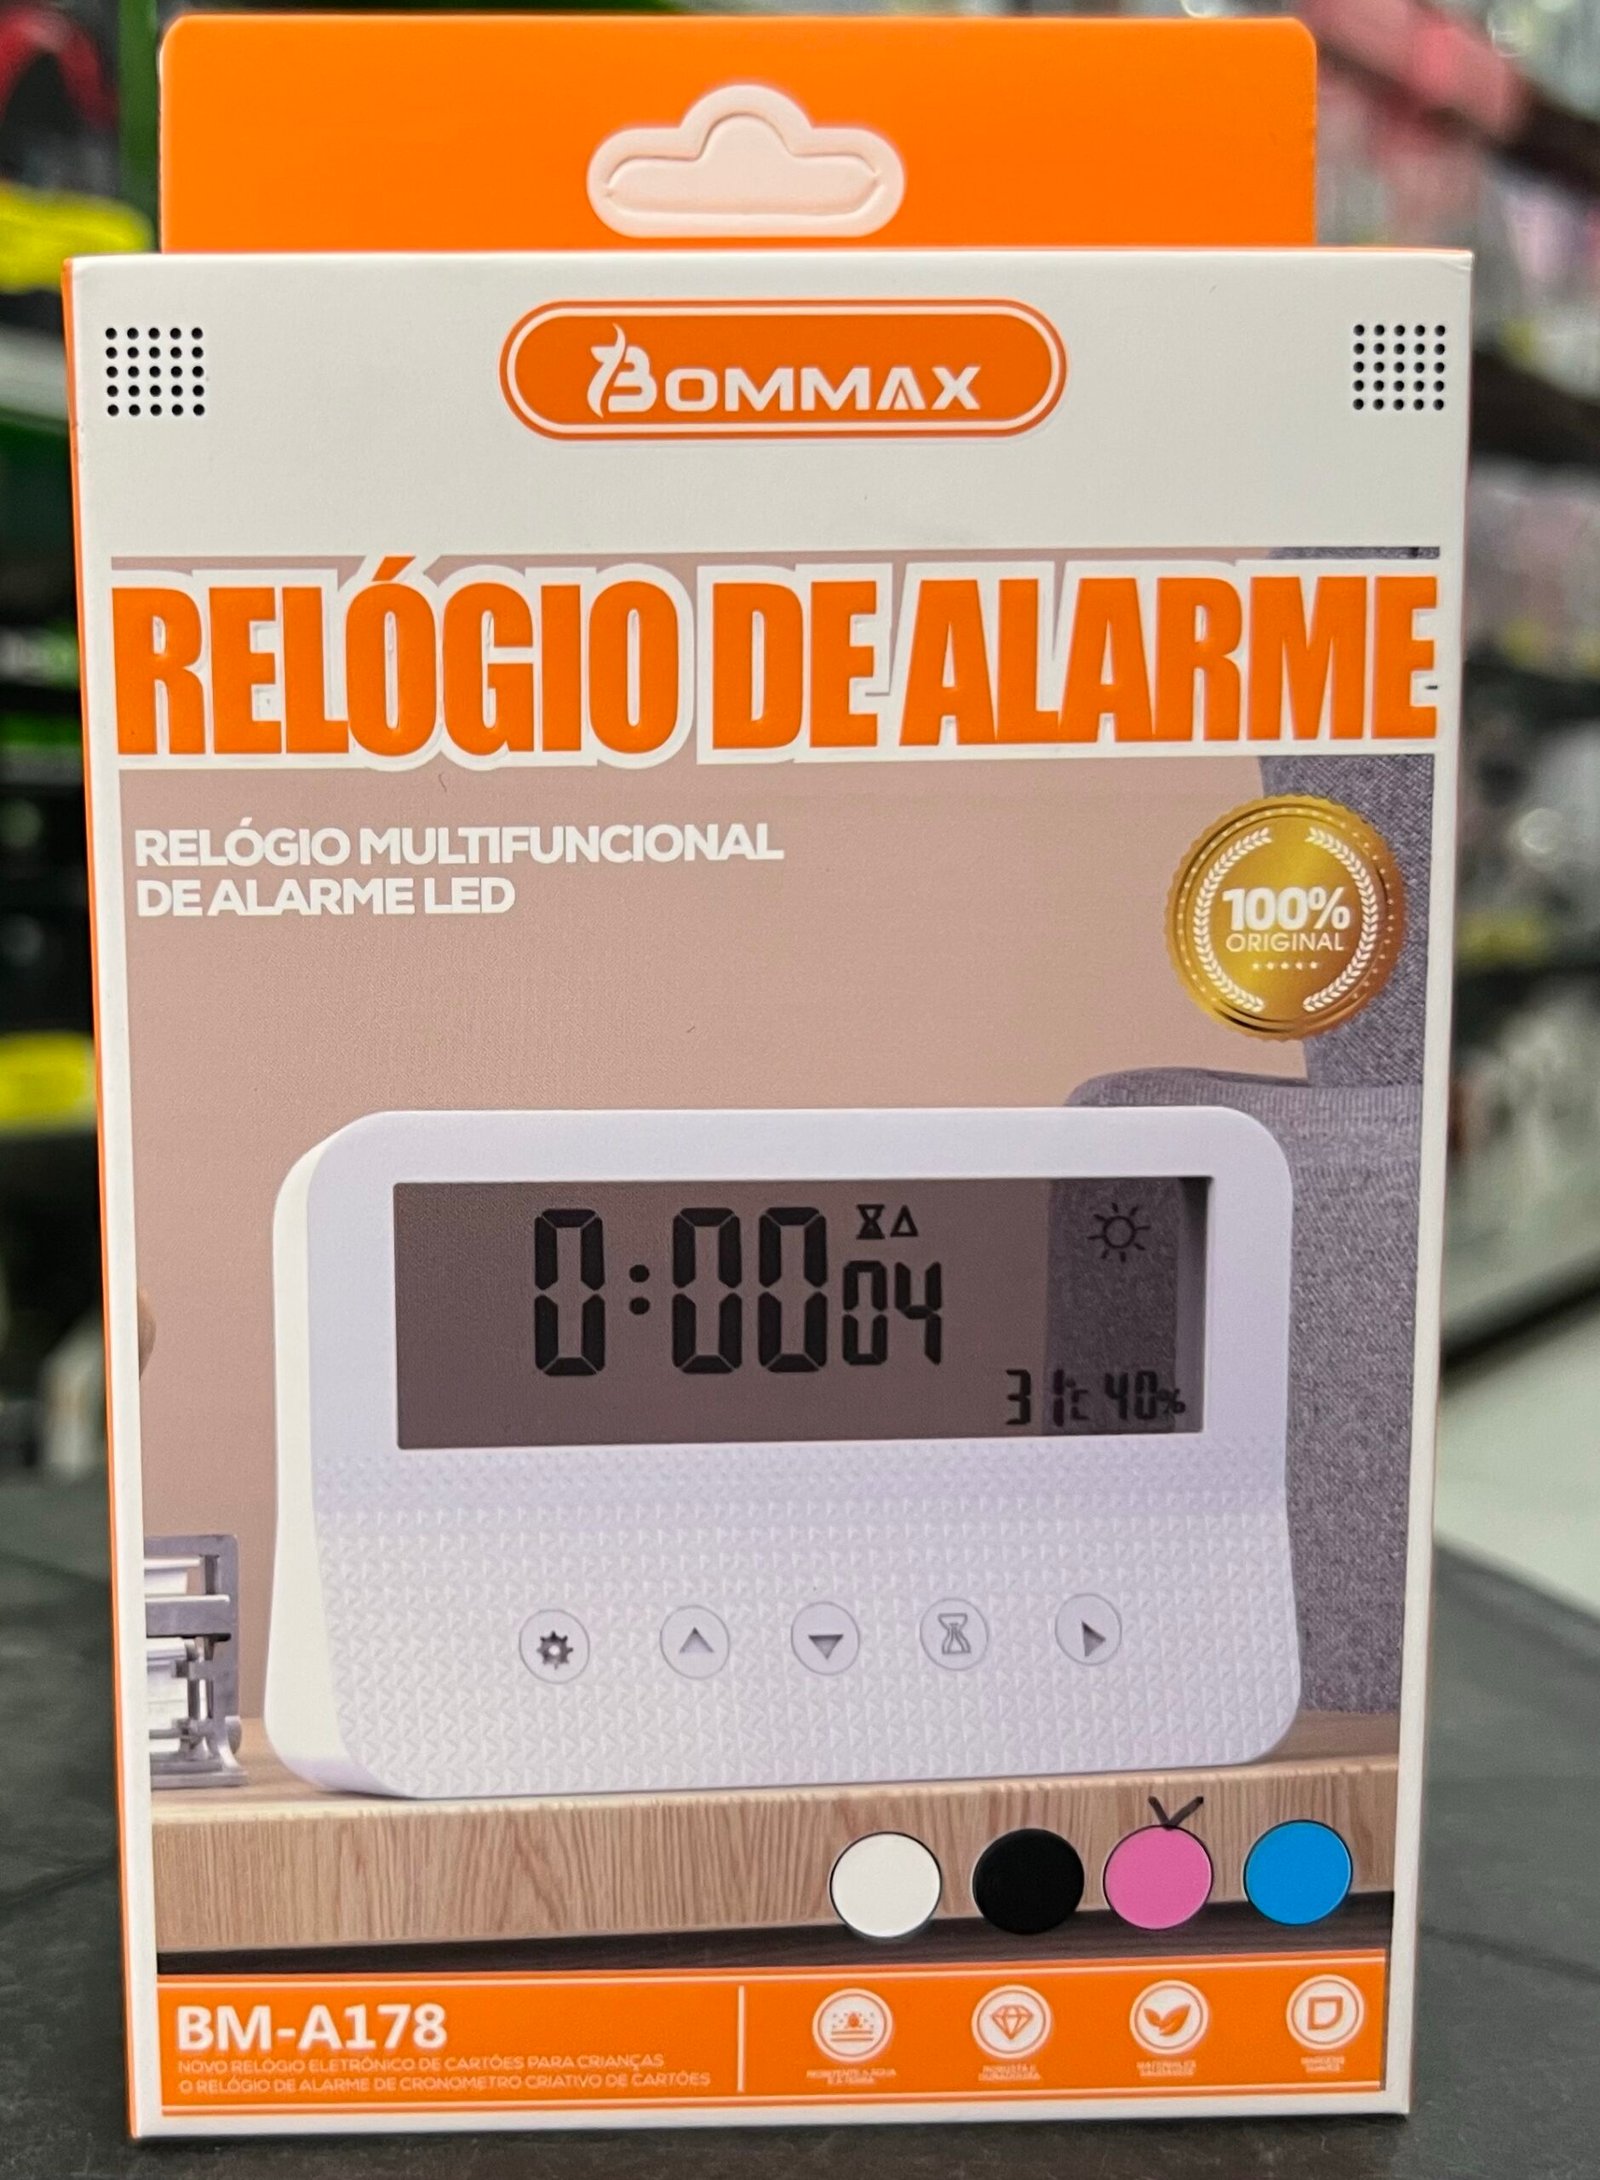 BOMMAX
RELÓGIO DE ALARME
RELÓGIO MULTIFUNCIONAL
DE ALARME LED
100%
ORIGINAL
0:00 04
31°C 40%
BM-A178
NOVO RELÓGIO ELETRÔNICO DE CARTÕES PARA CRIANÇAS
O RELÓGIO DE ALARME DE CRONOMETRO CRIATIVO DE CARTÕES